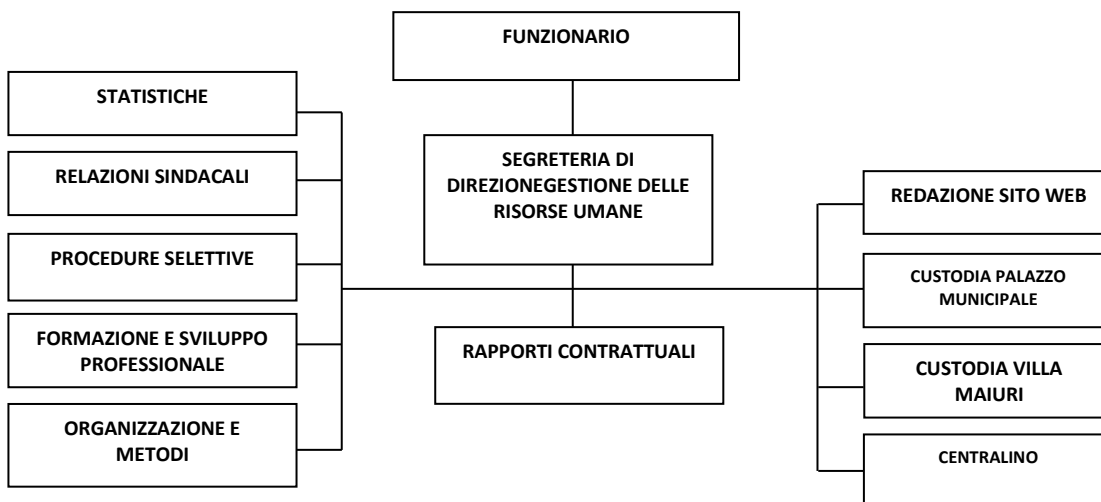 FUNZIONARIO
STATISTICHE
RELAZIONI SINDACALI
PROCEDURE SELETTIVE
FORMAZIONE E SVILUPPO
PROFESSIONALE
ORGANIZZAZIONE E
METODI
SEGRETERIA DI
DIREZIONEGESTIONE DELLE
RISORSE UMANE
RAPPORTI CONTRATTUALI
REDAZIONE SITO WEB
CUSTODIA PALAZZO
MUNICIPALE
CUSTODIA VILLA
MAIURI
CENTRALINO